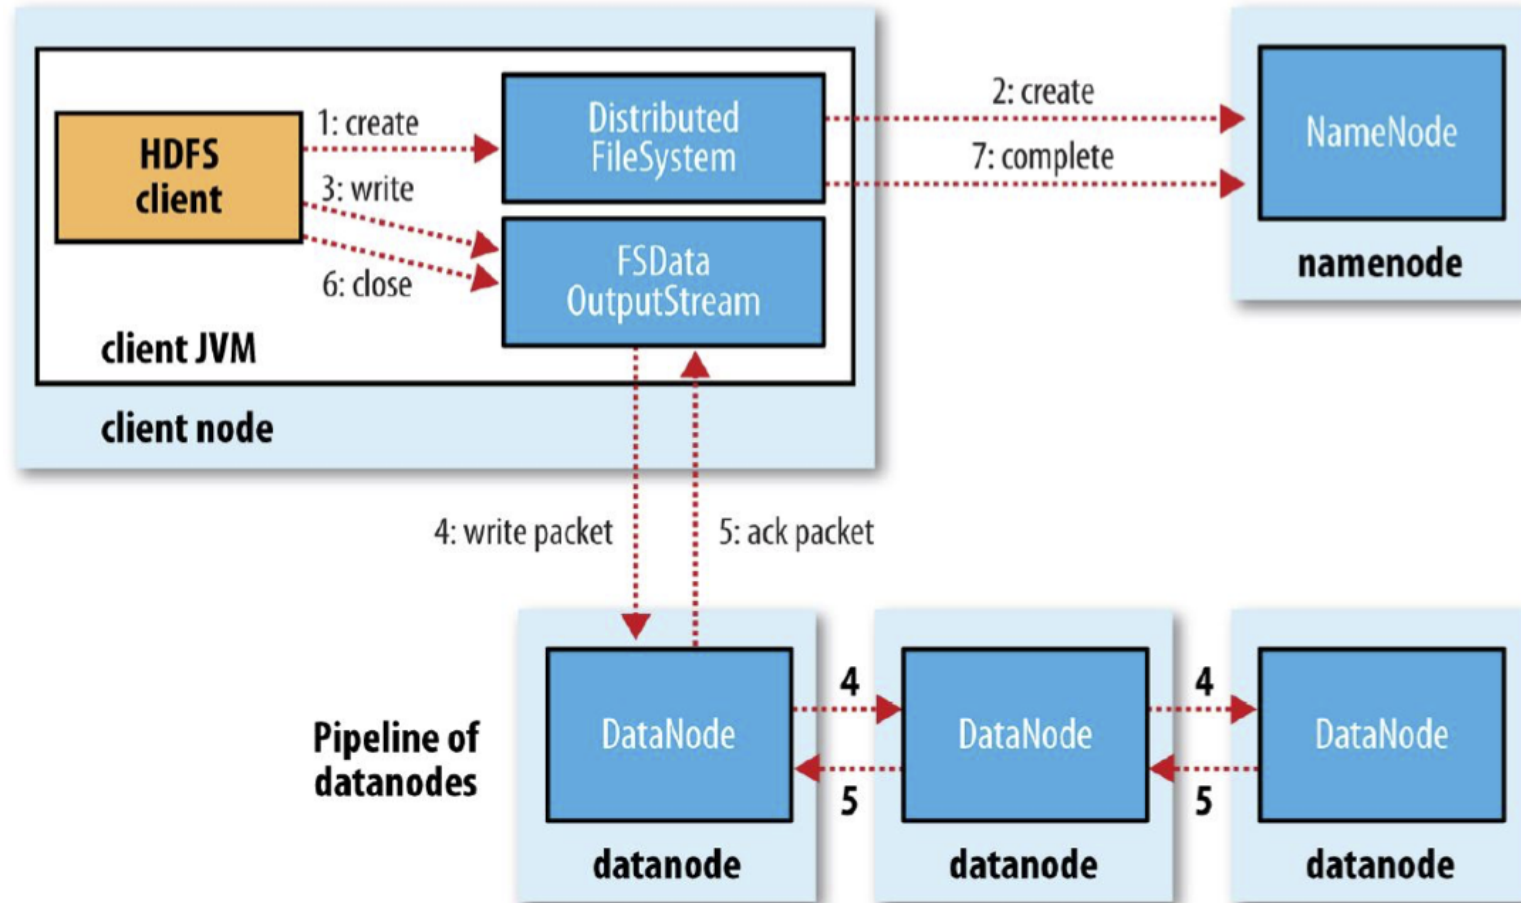 HDFS
client
1: create
3: write
6: close
Distributed
FileSystem
FSData
OutputStream
client JVM
client node
2: create
7: complete
NameNode
namenode
4: write packet
5: ack packet
Pipeline of
datanodes
DataNode
datanode
4
5
DataNode
datanode
4
5
DataNode
datanode